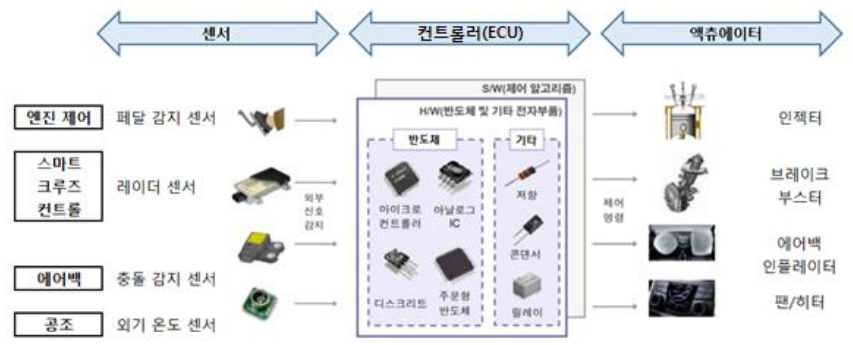 센서
컨트롤러(ECU)
액츄에이터
S/W(제어 알고리즘)
H/W(반도체 및 기타 전자부품)
엔진 제어
페달 감지 센서
스마트
크루즈
컨트롤
레이더 센서
에어백
충돌 감지 센서
공조
외기 온도 센서
외부
신호
감지
반도체
마이크로
컨트롤러
아날로그
IC
디스크리트
주문형
반도체
기타
저항
콘덴서
릴레이
제어
명령
인젝터
브레이크
부스터
에어백
인플레이터
팬/히터